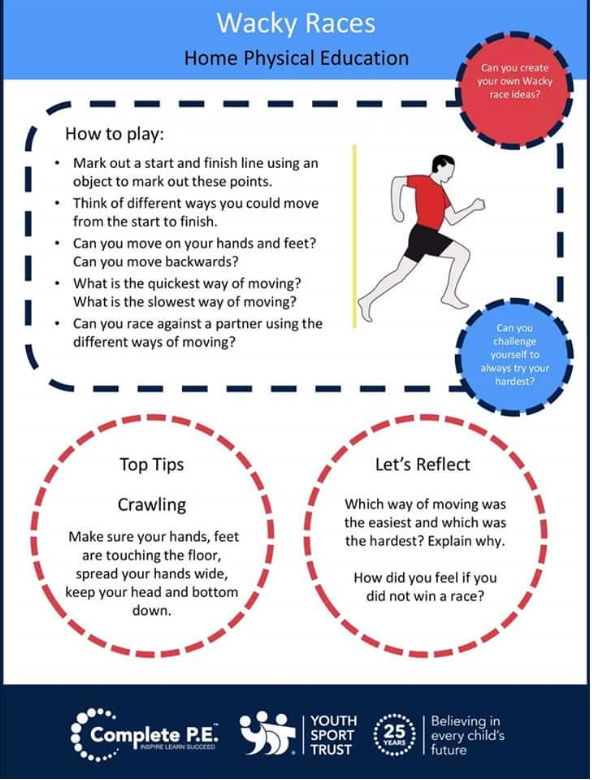 Wacky Races
Home Physical Education
Can you create
your own Wacky
race ideas?
How to play:
• Mark out a start and finish line using an
object to mark out these points.
• Think of different ways you could move
from the start to finish.
• Can you move on your hands and feet?
Can you move backwards?
• What is the quickest way of moving?
What is the slowest way of moving?
• Can you race against a partner using the
different ways of moving?
Can you
challenge
yourself to
always try your
hardest?
Top Tips
Crawling
Make sure your hands, feet
are touching the floor,
spread your hands wide,
keep your head and bottom
down.
Let's Reflect
Which way of moving was
the easiest and which was
the hardest? Explain why.
How did you feel if you
did not win a race?
Complete P.E.™
INSPIRE LEARN SUCCEED
YOUTH
SPORT
TRUST
25
YEARS
Believing in
every child's
future